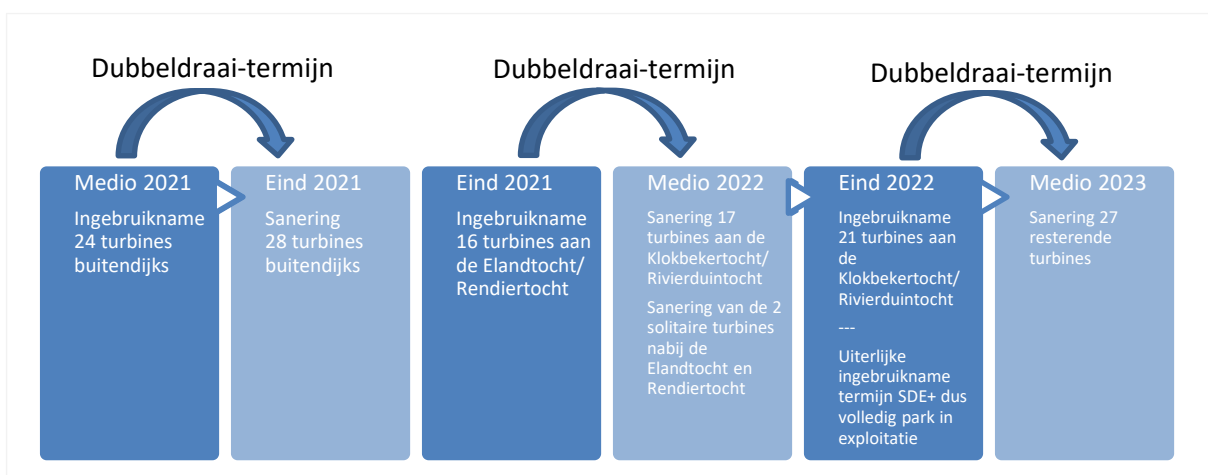 Dubbeldraai-termijn
Dubbeldraai-termijn
Dubbeldraai-termijn
Medio 2021
Ingebruikname
24 turbines
buitendijks
Eind 2021
Sanering
28 turbines
buitendijks
Eind 2021
Ingebruikname
16 turbines aan
de Elandtocht/
Rendiertocht
Medio 2022
Sanering 17
turbines aan de
Klokbekertocht/
Rivierduintocht
Sanering van de 2
solitaire turbines
nabij de
Elandtocht en
Rendiertocht
Eind 2022
Ingebruikname
21 turbines aan
de
Klokbekertocht/
Rivierduintocht
---
Uiterlijke
ingebruikname
termijn SDE+ dus
volledig park in
exploitatie
Medio 2023
Sanering 27
resterende
turbines